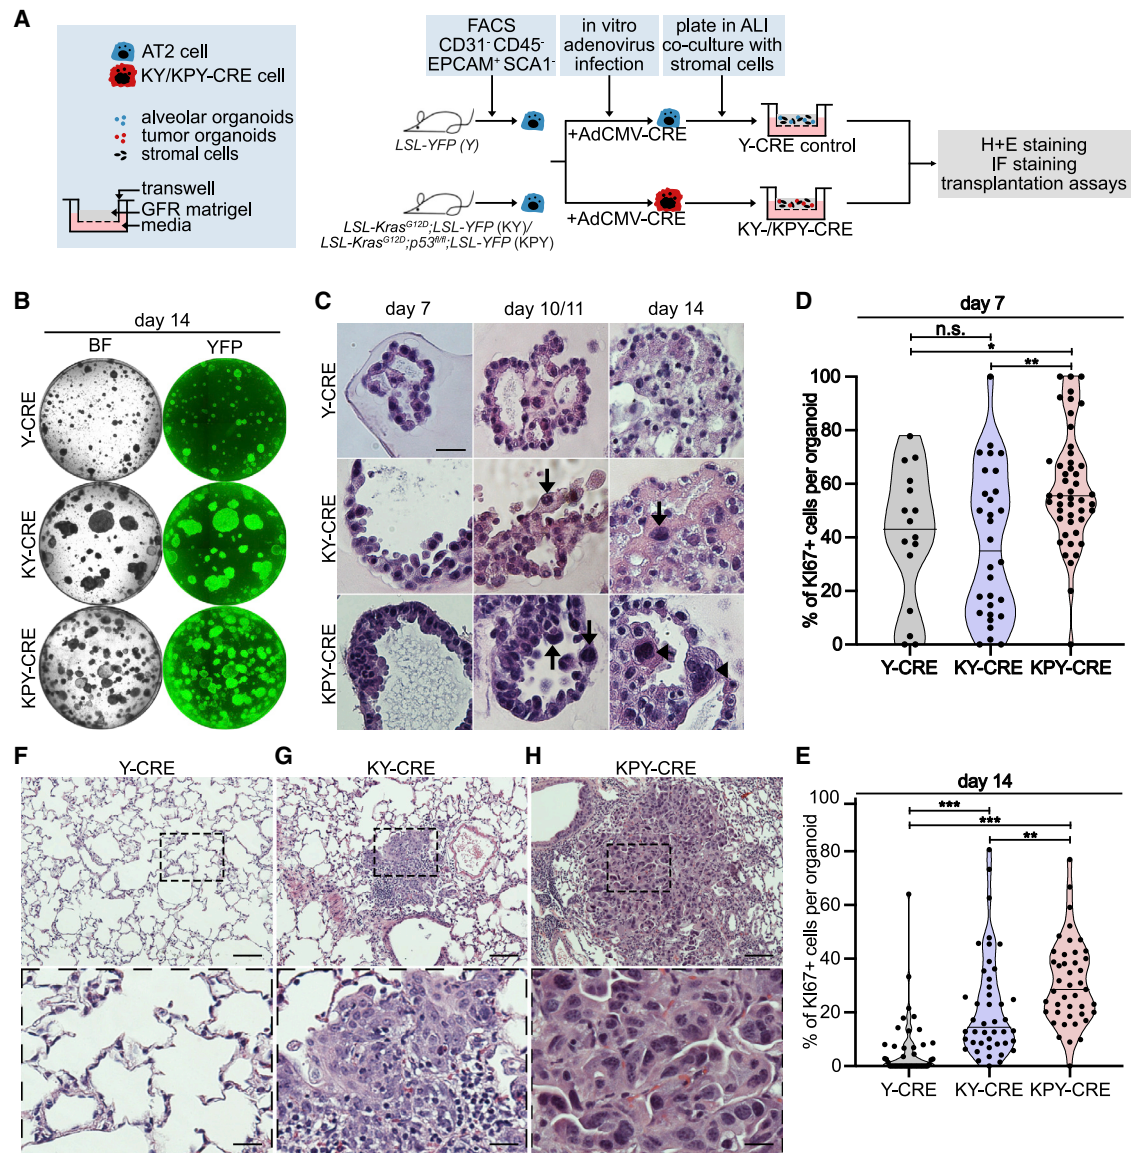 A
AT2 cell
KY/KPY-CRE cell
alveolar organoids
tumor organoids
stromal cells
transwell
GFR matrigel
media
FACS
CD31⁻ CD45⁻
EPCAM⁺ SCA1⁻
in vitro
adenovirus
infection
plate in ALI
co-culture with
stromal cells
LSL-YFP (Y)
+AdCMV-CRE
Y-CRE control
LSL-Kras^G12D;LSL-YFP (KY)/
LSL-Kras^G12D;p53^fl/fl;LSL-YFP (KPY)
+AdCMV-CRE
KY-/KPY-CRE
H+E staining
IF staining
transplantation assays
B
day 14
BF YFP
Y-CRE
KY-CRE
KPY-CRE
C
day 7 day 10/11 day 14
Y-CRE
KY-CRE
KPY-CRE
D
day 7
n.s.
*
**
% of KI67+ cells per organoid
100
80
60
40
20
0
Y-CRE KY-CRE KPY-CRE
F
Y-CRE
G
KY-CRE
H
KPY-CRE
E
day 14
***
***
**
% of KI67+ cells per organoid
100
80
60
40
20
0
Y-CRE KY-CRE KPY-CRE